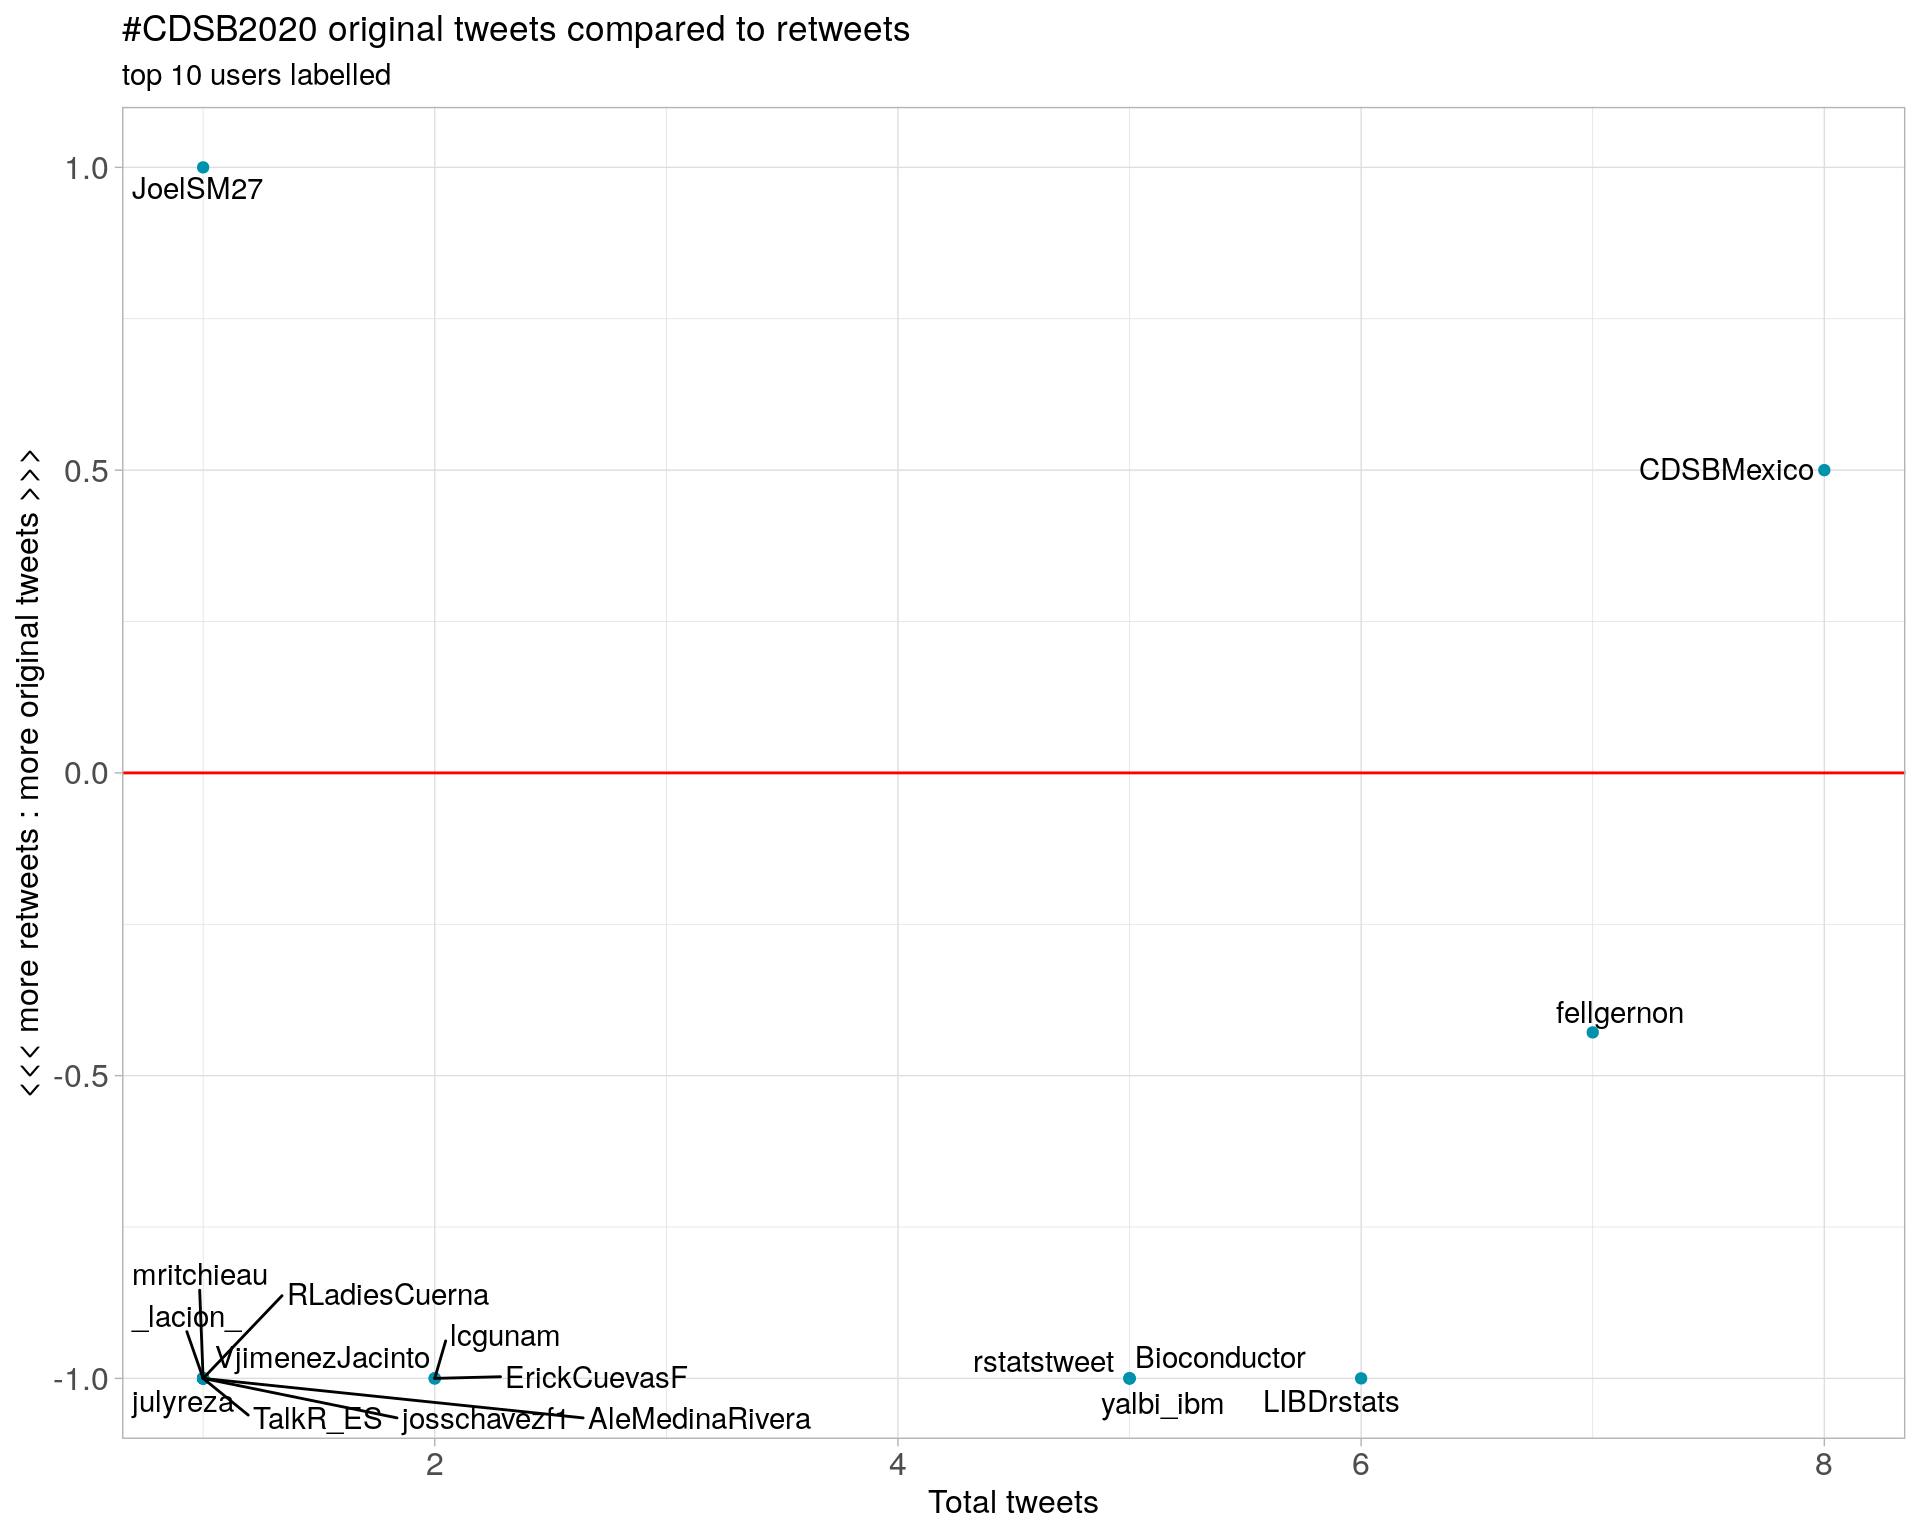 #CDSB2020 original tweets compared to retweets
top 10 users labelled
<<< more retweets : more original tweets >>>
1.0
JoelSM27
0.5
CDSBMexico
0.0
fellgernon
-0.5
mritchieau
RLadiesCuerna
_lacion_
lcgunam
VjimenezJacinto
rstatstweet
Bioconductor
-1.0
ErickCuevasF
julyreza
yalbi_ibm
LIBDrstats
TalkR_ES
josschavezf1
AleMedinaRivera
2
4
6
8
Total tweets